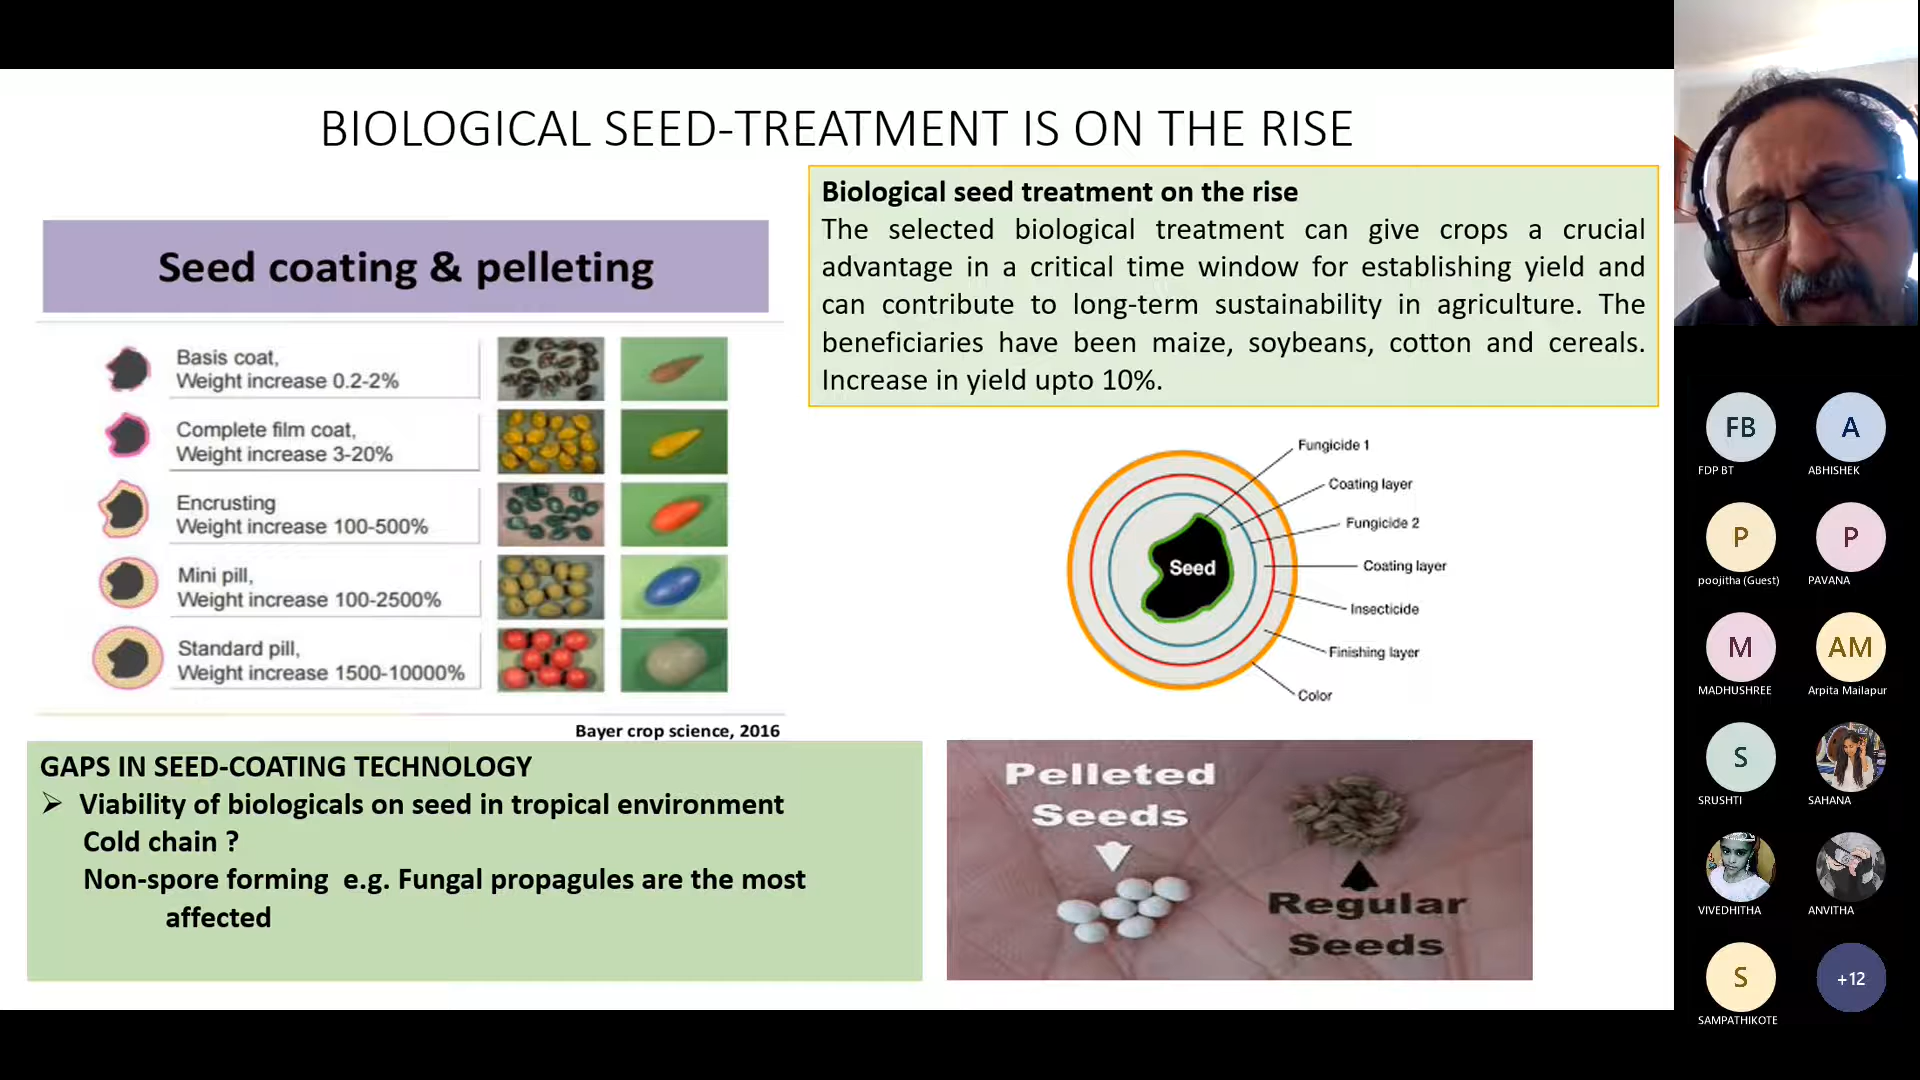 BIOLOGICAL SEED-TREATMENT IS ON THE RISE
Seed coating & pelleting
Basis coat,
Weight increase 0.2-2%
Complete film coat,
Weight increase 3-20%
Encrusting
Weight increase 100-500%
Mini pill,
Weight increase 100-2500%
Standard pill,
Weight increase 1500-10000%
Bayer crop science, 2016
Biological seed treatment on the rise
The selected biological treatment can give crops a crucial
advantage in a critical time window for establishing yield and
can contribute to long-term sustainability in agriculture. The
beneficiaries have been maize, soybeans, cotton and cereals.
Increase in yield upto 10%.
Fungicide 1
Coating layer
Fungicide 2
Coating layer
Insecticide
Finishing layer
Color
Seed
GAPS IN SEED-COATING TECHNOLOGY
➢ Viability of biologicals on seed in tropical environment
Cold chain ?
Non-spore forming e.g. Fungal propagules are the most
affected
Pelleted
Seeds
Regular
Seeds
FB
FDP BT
A
ABHISHEK
P
poojitha (Guest)
P
PAVANA
M
MADHUSHREE
AM
Arpita Mailapur
S
SRUSHTI
SAHANA
VIVEDHITHA
ANVITHA
S
SAMPATHIKOTE
+12